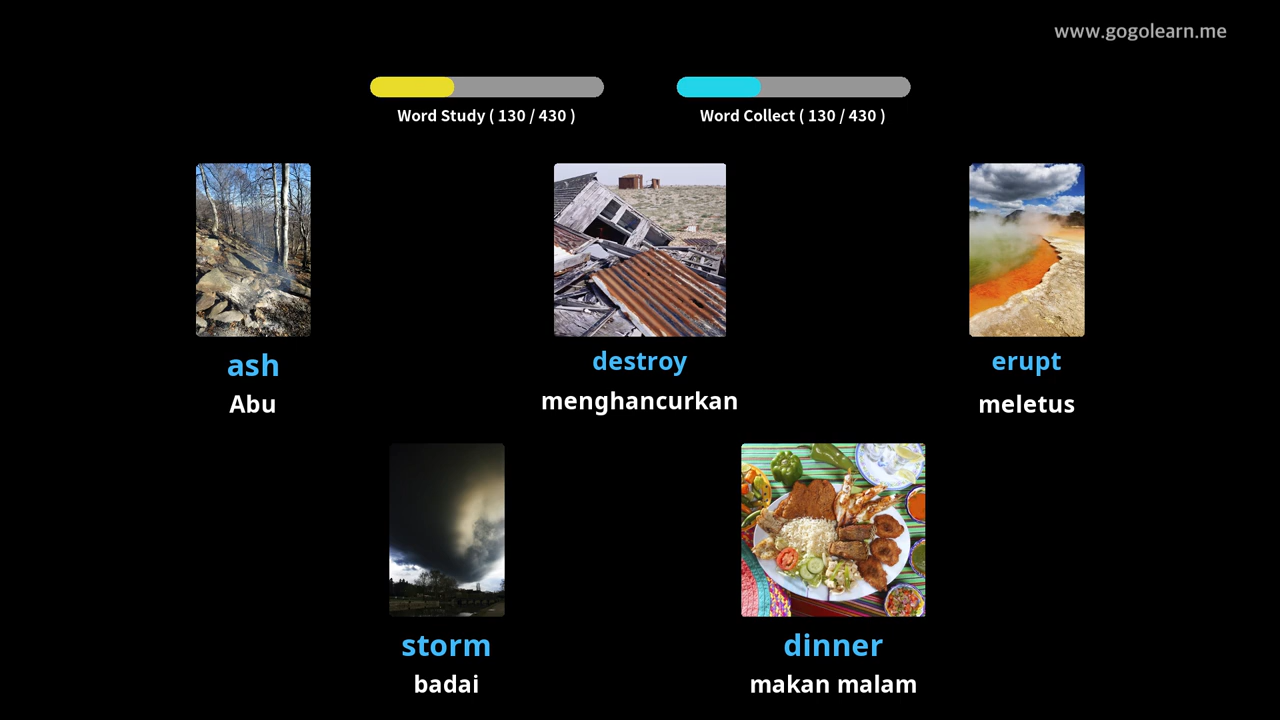 www.gogolearn.me
Word Study ( 130 / 430 )
Word Collect ( 130 / 430 )
ash
Abu
destroy
menghancurkan
erupt
meletus
storm
badai
dinner
makan malam